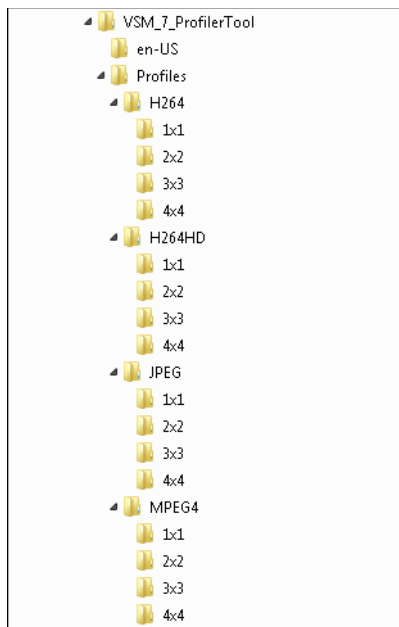 VSM_7_ProfilerTool
en-US
Profiles
H264
1x1
2x2
3x3
4x4
H264HD
1x1
2x2
3x3
4x4
JPEG
1x1
2x2
3x3
4x4
MPEG4
1x1
2x2
3x3
4x4